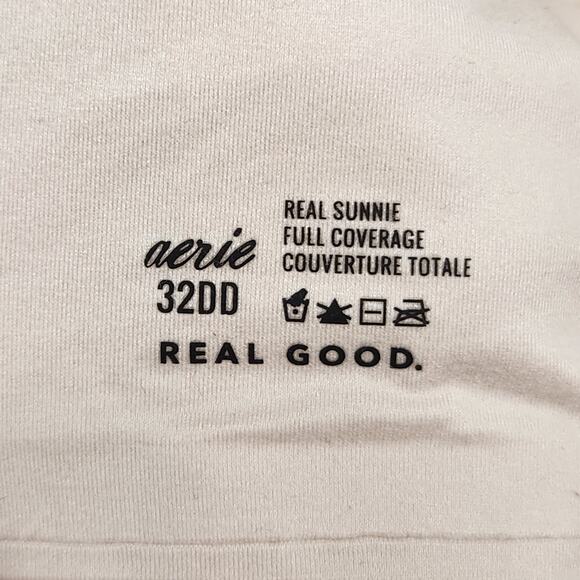 aerie
32DD
REAL SUNNIE
FULL COVERAGE
COUVERTURE TOTALE
REAL GOOD.